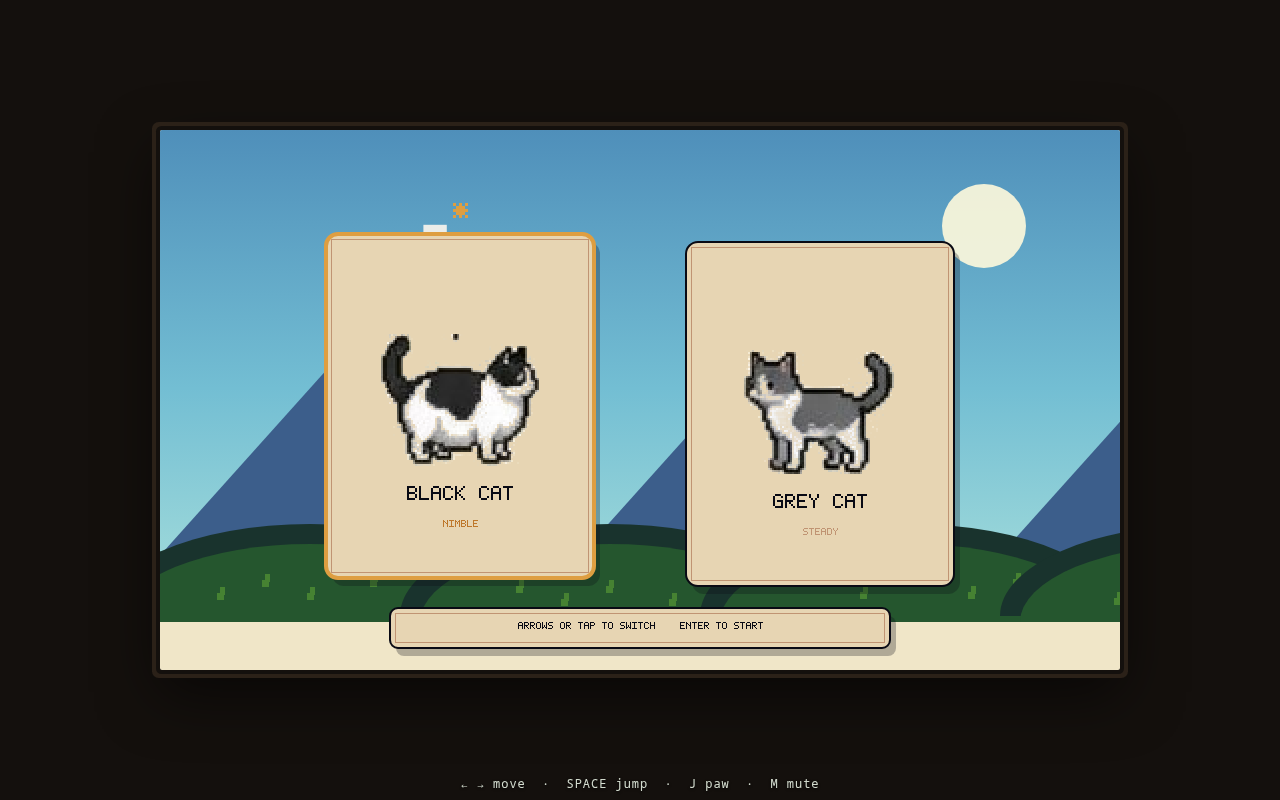 BLACK CAT
NIMBLE
GREY CAT
STEADY
ARROWS OR TAP TO SWITCH    ENTER TO START
← → move · SPACE jump · J paw · M mute